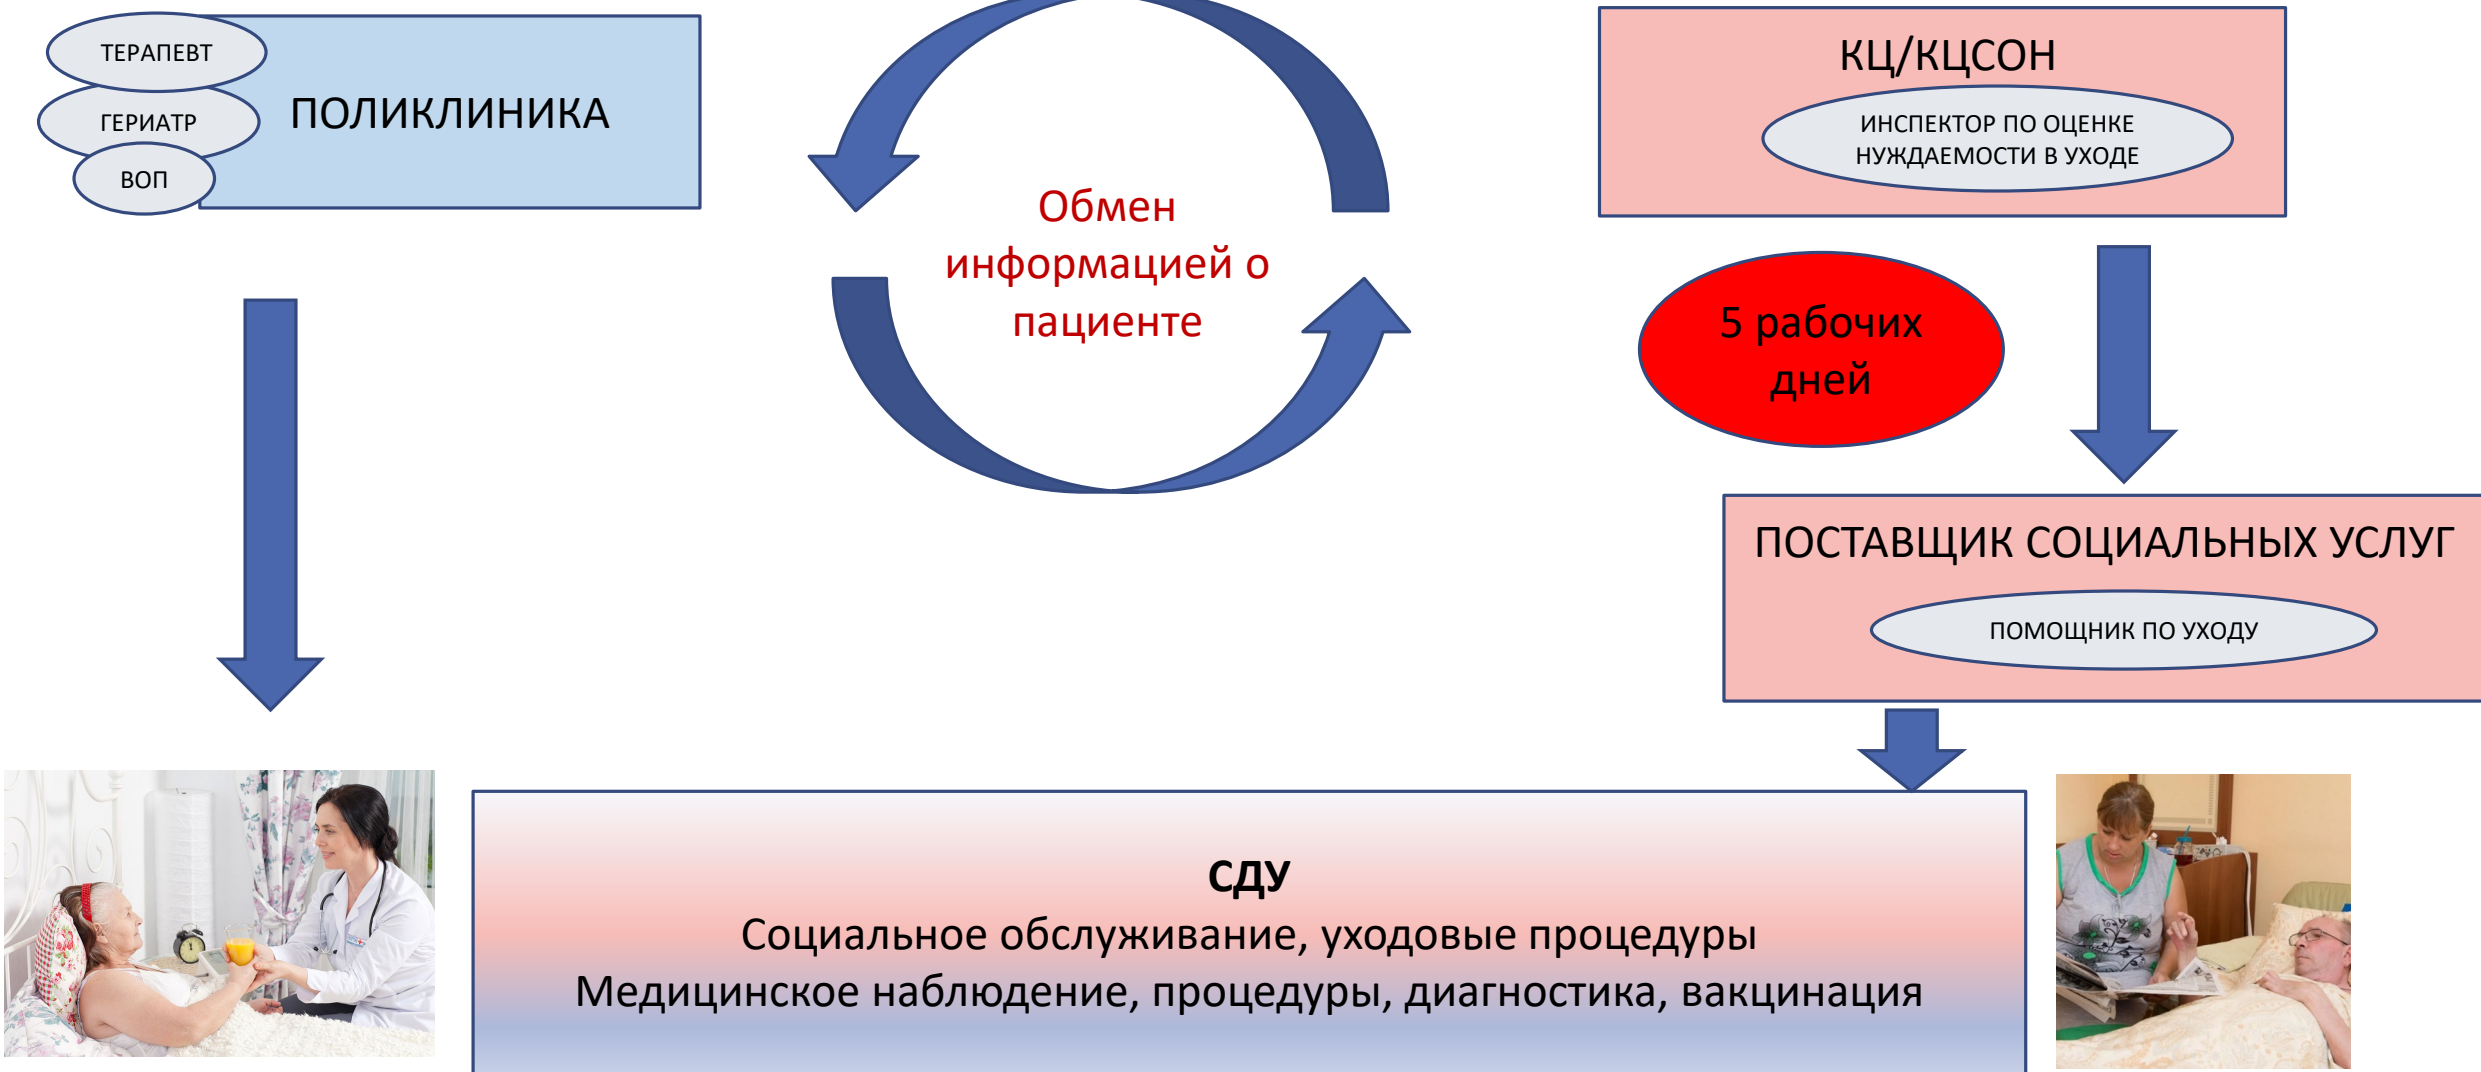 ТЕРАПЕВТ
ГЕРИАТР
ВОП
ПОЛИКЛИНИКА
Обмен
информацией о
пациенте
КЦ/КЦСОН
ИНСПЕКТОР ПО ОЦЕНКЕ
НУЖДАЕМОСТИ В УХОДЕ
5 рабочих
дней
ПОСТАВЩИК СОЦИАЛЬНЫХ УСЛУГ
ПОМОЩНИК ПО УХОДУ
СДУ
Социальное обслуживание, уходовые процедуры
Медицинское наблюдение, процедуры, диагностика, вакцинация